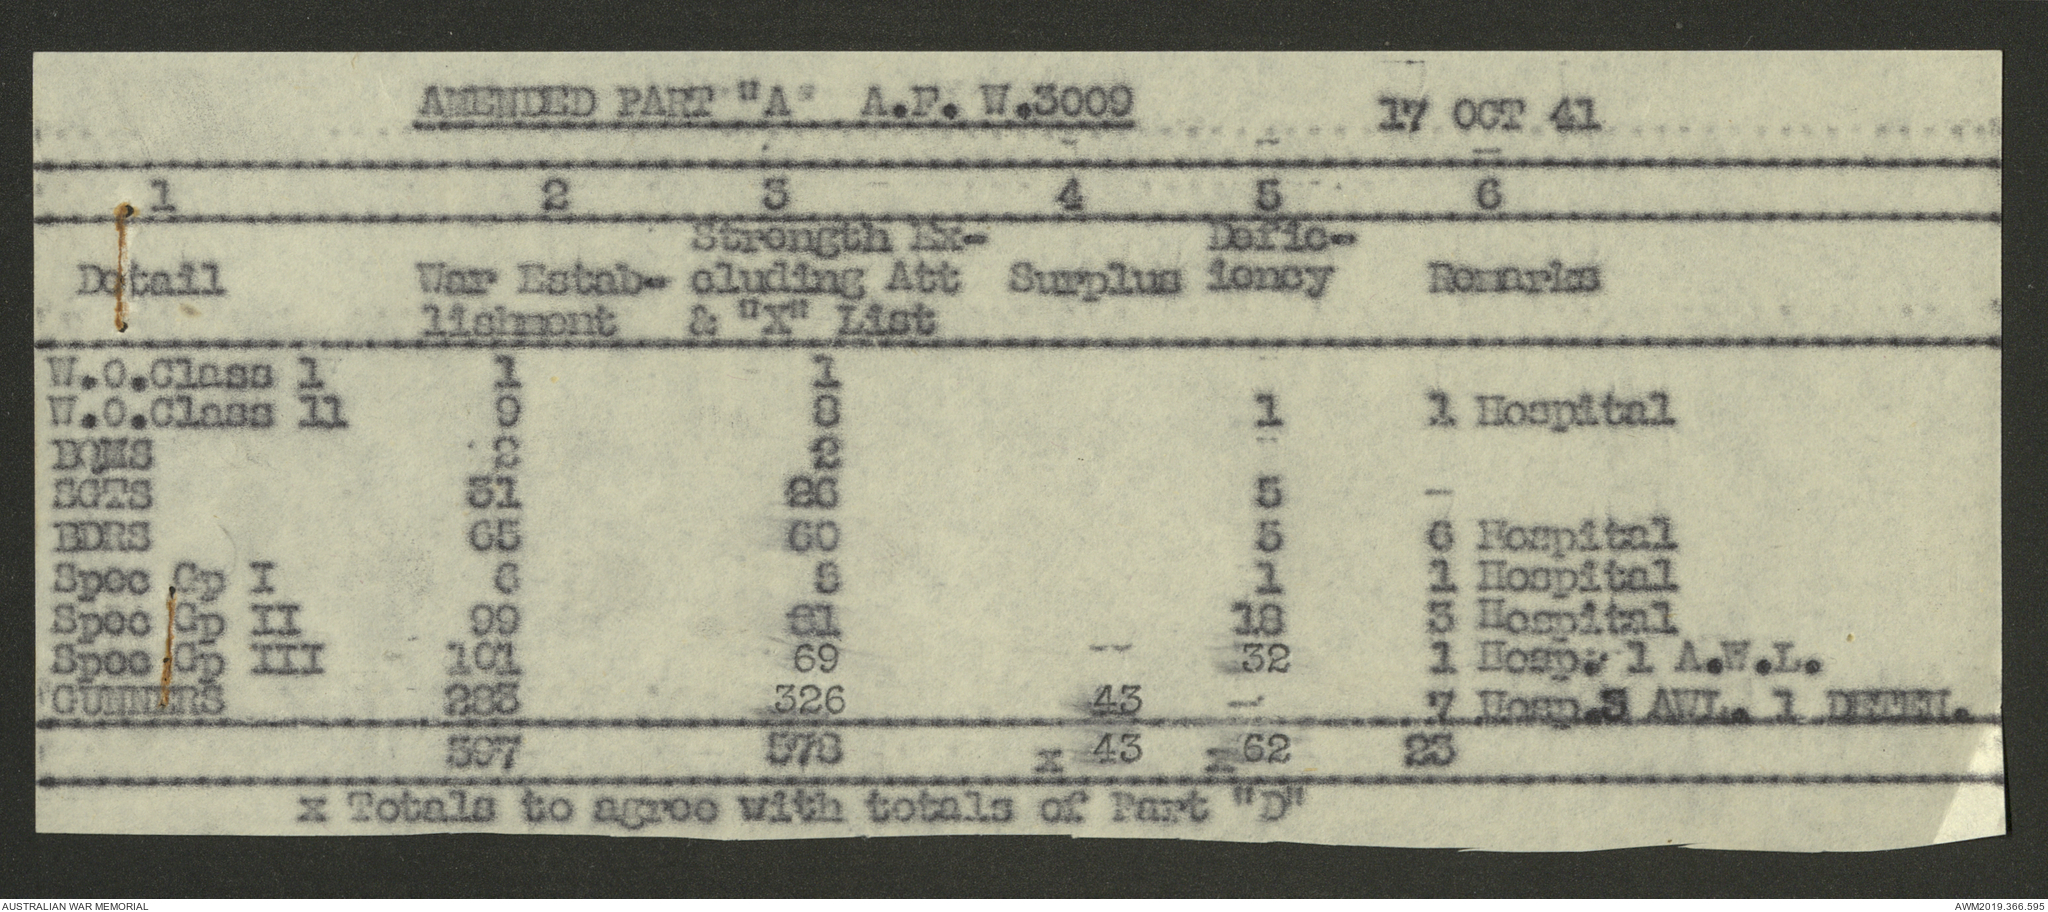 AMENDED PART "A" A.F. W.3009 17 OCT 41
1 2 3 4 5 6
Detail War Estab- Strength Ex- Surplus Defic- Remarks
lishment cluding Att iency
& "X" List
W.O.Class 1 1 1
W.O.Class 11 9 8 1 1 Hospital
BQMS 2 2
SGTS 31 26 5 -
BDRS 65 60 5 6 Hospital
Spec Gp I 6 5 1 1 Hospital
Spec Gp II 99 81 18 3 Hospital
Spec Gp III 101 69 -- 32 1 Hosp. 1 A.W.L.
GUNNERS 283 326 43 - 7 Hosp.3 AWL. 1 DETEN.
597 578 x 43 x 62 23
x Totals to agree with totals of Part "D"
AUSTRALIAN WAR MEMORIAL AWM2019.366.595